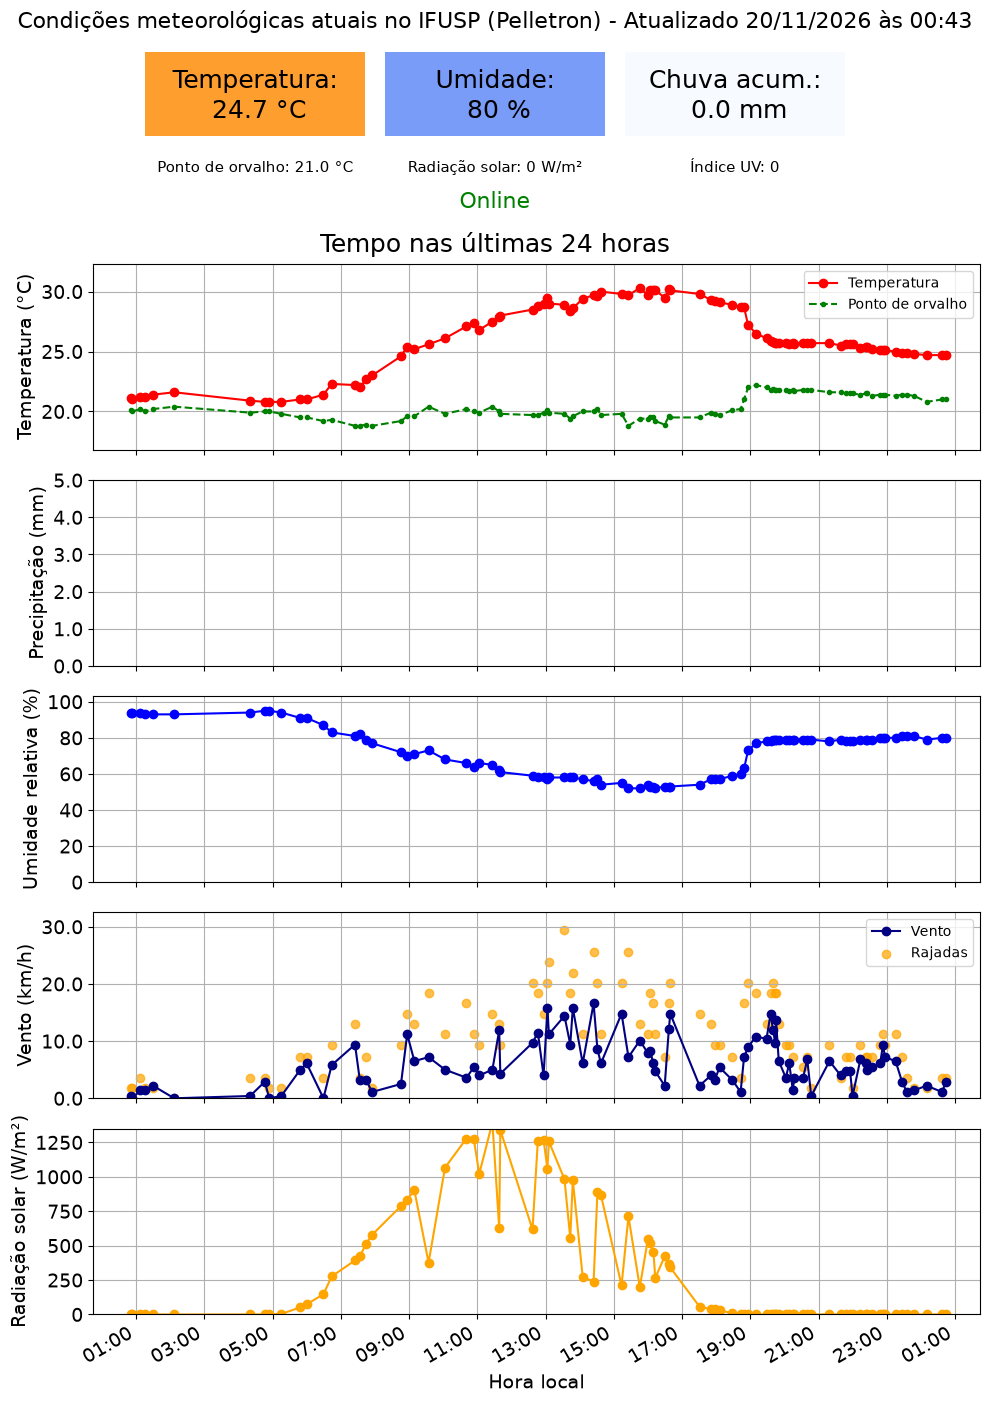 Condições meteorológicas atuais no IFUSP (Pelletron) - Atualizado 20/11/2026 às 00:43
Temperatura:
24.7 °C
Umidade:
80 %
Chuva acum.:
0.0 mm
Ponto de orvalho: 21.0 °C
Radiação solar: 0 W/m²
Índice UV: 0
Online
Tempo nas últimas 24 horas
Temperatura (°C)
30.0
25.0
20.0
Temperatura
Ponto de orvalho
Precipitação (mm)
5.0
4.0
3.0
2.0
1.0
0.0
Umidade relativa (%)
100
80
60
40
20
0
Vento (km/h)
30.0
20.0
10.0
0.0
Vento
Rajadas
Radiação solar (W/m²)
1250
1000
750
500
250
0
01:00
03:00
05:00
07:00
09:00
11:00
13:00
15:00
17:00
19:00
21:00
23:00
01:00
Hora local